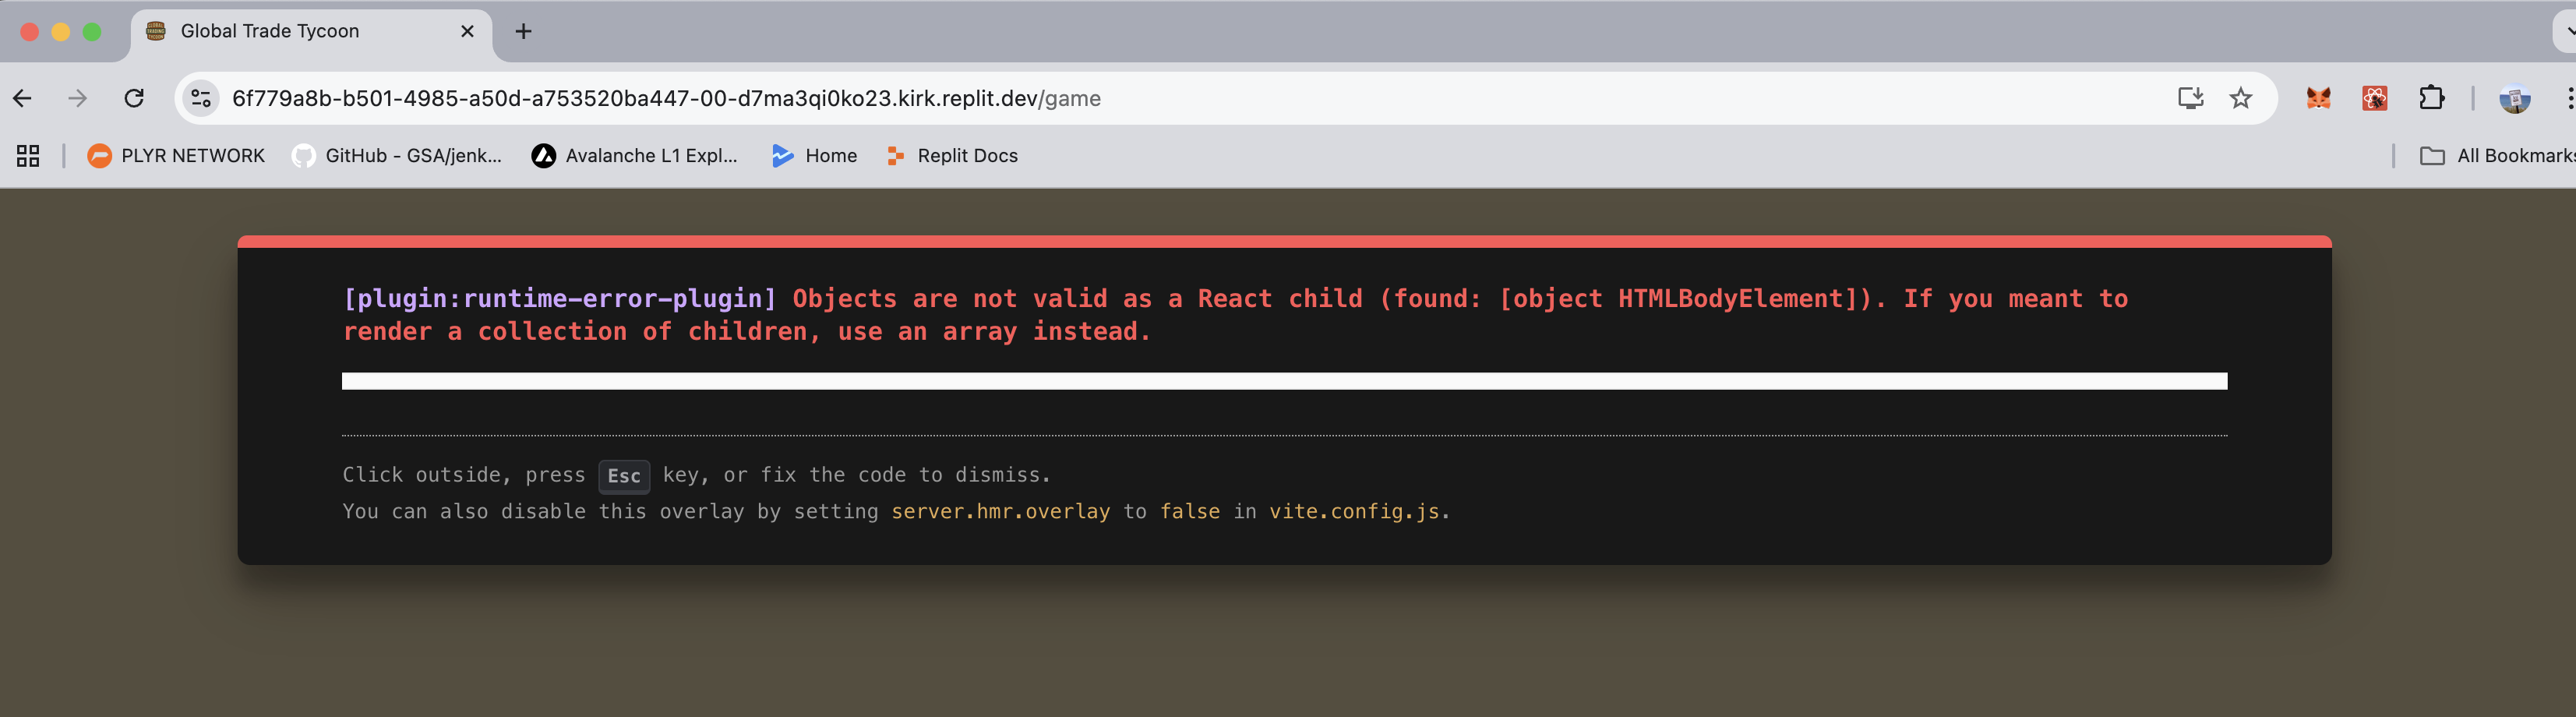 Global Trade Tycoon
6f779a8b-b501-4985-a50d-a753520ba447-00-d7ma3qi0ko23.kirk.replit.dev/game
PLYR NETWORK GitHub - GSA/jenk... Avalanche L1 Expl... Home Replit Docs All Bookmarks
[plugin:runtime-error-plugin] Objects are not valid as a React child (found: [object HTMLBodyElement]). If you meant to
render a collection of children, use an array instead.
Click outside, press Esc key, or fix the code to dismiss.
You can also disable this overlay by setting server.hmr.overlay to false in vite.config.js.